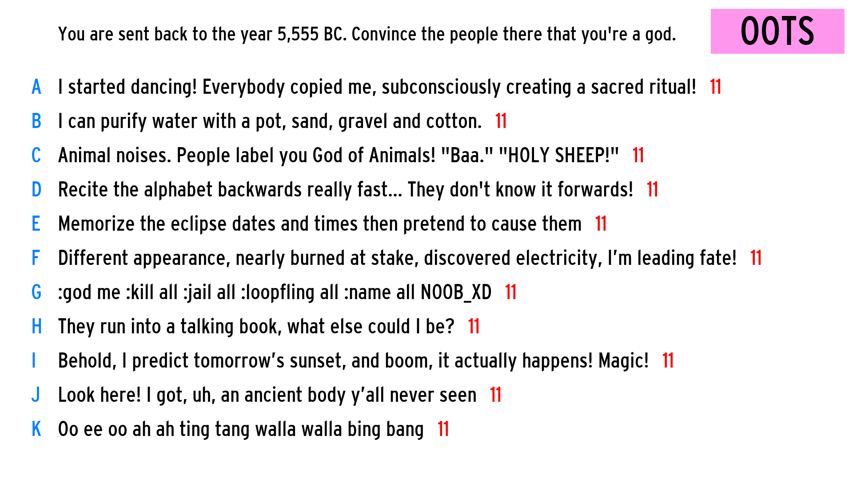 You are sent back to the year 5,555 BC. Convince the people there that you're a god.
OOTS
A I started dancing! Everybody copied me, subconsciously creating a sacred ritual! 11
B I can purify water with a pot, sand, gravel and cotton. 11
C Animal noises. People label you God of Animals! "Baa." "HOLY SHEEP!" 11
D Recite the alphabet backwards really fast... They don't know it forwards! 11
E Memorize the eclipse dates and times then pretend to cause them 11
F Different appearance, nearly burned at stake, discovered electricity, I’m leading fate! 11
G :god me :kill all :jail all :loopfling all :name all NOOB_XD 11
H They run into a talking book, what else could I be? 11
I Behold, I predict tomorrow’s sunset, and boom, it actually happens! Magic! 11
J Look here! I got, uh, an ancient body y’all never seen 11
K Oo ee oo ah ah ting tang walla walla bing bang 11